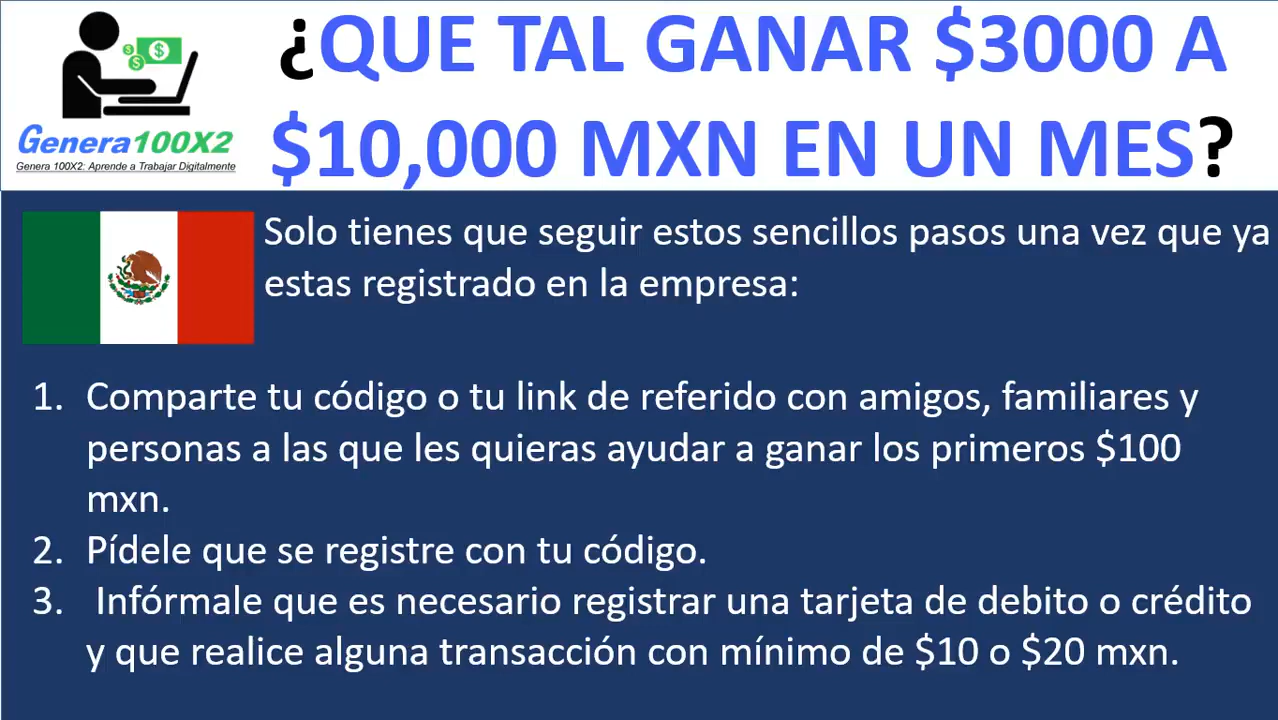 ¿QUE TAL GANAR $3000 A
$10,000 MXN EN UN MES?
Genera100X2
Genera 100X2: Aprende a Trabajar Digitalmente
Solo tienes que seguir estos sencillos pasos una vez que ya
estas registrado en la empresa:
1. Comparte tu código o tu link de referido con amigos, familiares y
personas a las que les quieras ayudar a ganar los primeros $100
mxn.
2. Pídele que se registre con tu código.
3. Infórmale que es necesario registrar una tarjeta de debito o crédito
y que realice alguna transacción con mínimo de $10 o $20 mxn.